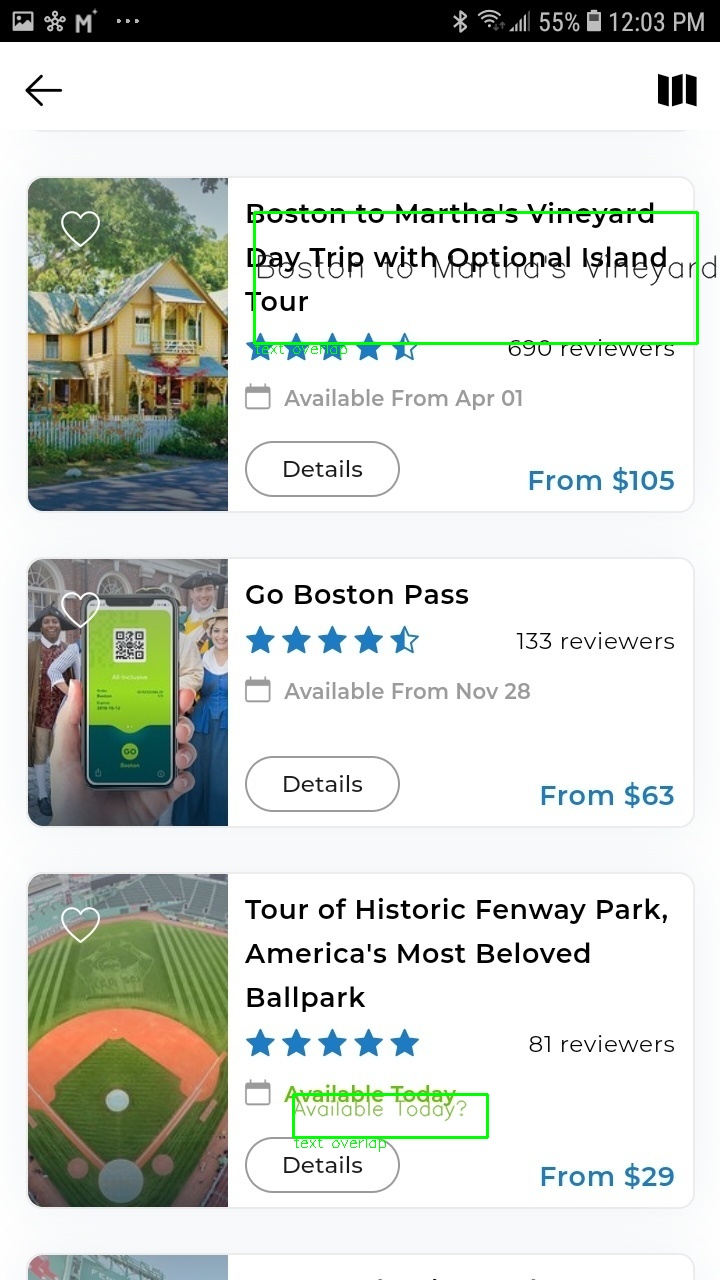 55% 12:03 PM
Boston to Martha's Vineyard
Day Trip with Optional Island
Boston to Martha's Vineyard
Tour
690 reviewers
text overlap
Available From Apr 01
Details
From $105
Go Boston Pass
133 reviewers
Available From Nov 28
All-Inclusive
GO
Boston
Details
From $63
Tour of Historic Fenway Park,
America's Most Beloved
Ballpark
81 reviewers
Available Today
Available Today?
text overlap
Details
From $29